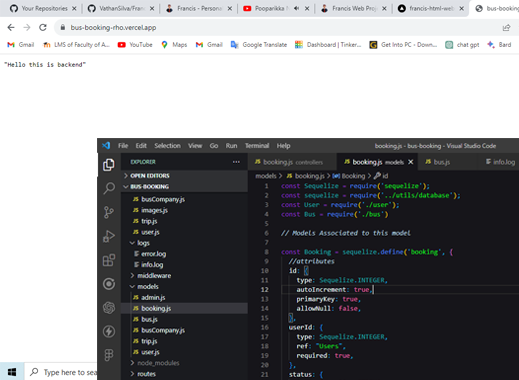 Your Repositories
VathanSilva/Franc
Francis - Person
Pooparikka
Francis Web Proj
francis-html-web
bus-booking
bus-booking-rho.vercel.app
Gmail
LMS of Faculty of A...
YouTube
Maps
Gmail
Google Translate
Dashboard | Tinker...
Get Into PC - Down...
chat gpt
Bard
"Hello this is backend"
File Edit Selection View Go Run Terminal Help
booking.js - bus-booking - Visual Studio Code
EXPLORER
OPEN EDITORS
BUS-BOOKING
busCompany.js
images.js
trip.js
user.js
logs
error.log
info.log
middleware
models
admin.js
booking.js
bus.js
busCompany.js
trip.js
user.js
node_modules
routes
booking.js controllers
booking.js models
bus.js
info.log
models > booking.js > Booking > id
1 const Sequelize = require('sequelize');
2 const sequelize = require('../utils/database');
3 const User = require('./user');
4 const Bus = require('./bus')
5
6 // Models Associated to this model
7
8 const Booking = sequelize.define('booking', {
9 //attributes
10 id: {
11 type: Sequelize.INTEGER,
12 autoIncrement: true,
13 primaryKey: true,
14 allowNull: false,
15 },
16 userId: {
17 type: Sequelize.INTEGER,
18 ref: "Users",
19 required: true,
20 },
21 status: {
Type here to sea